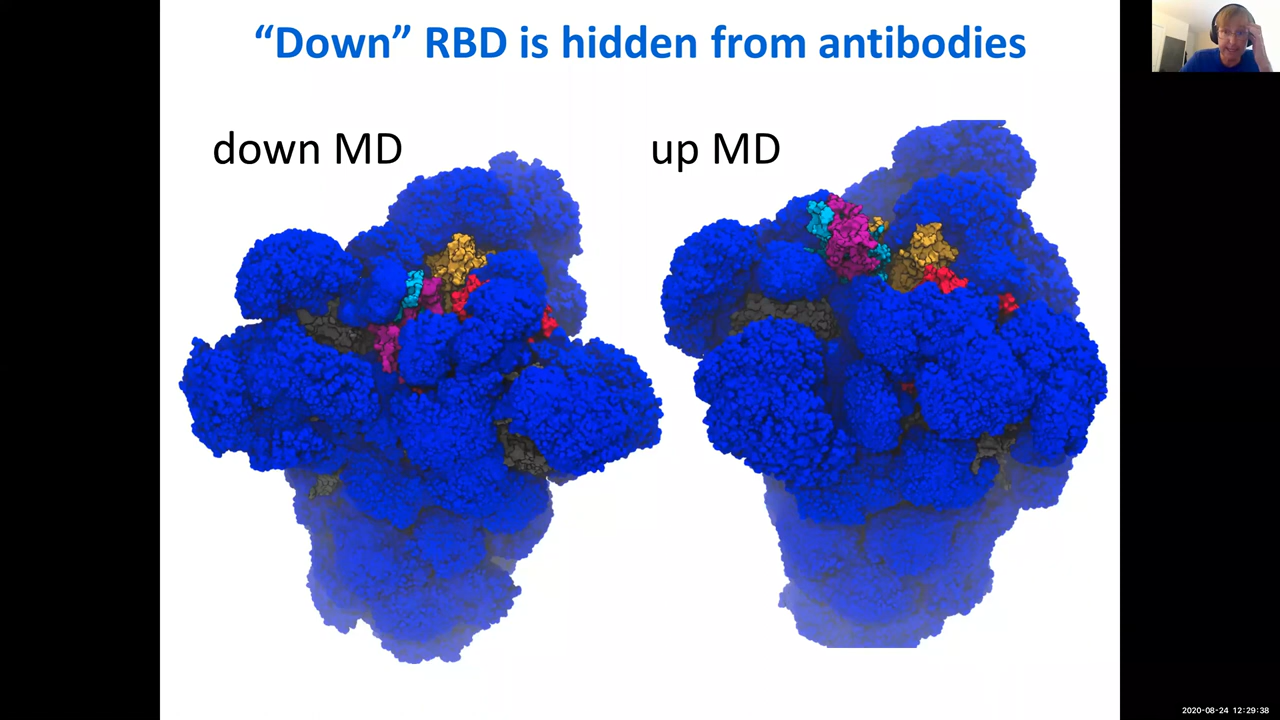 “Down” RBD is hidden from antibodies
down MD
up MD
2020-08-24 12:29:38